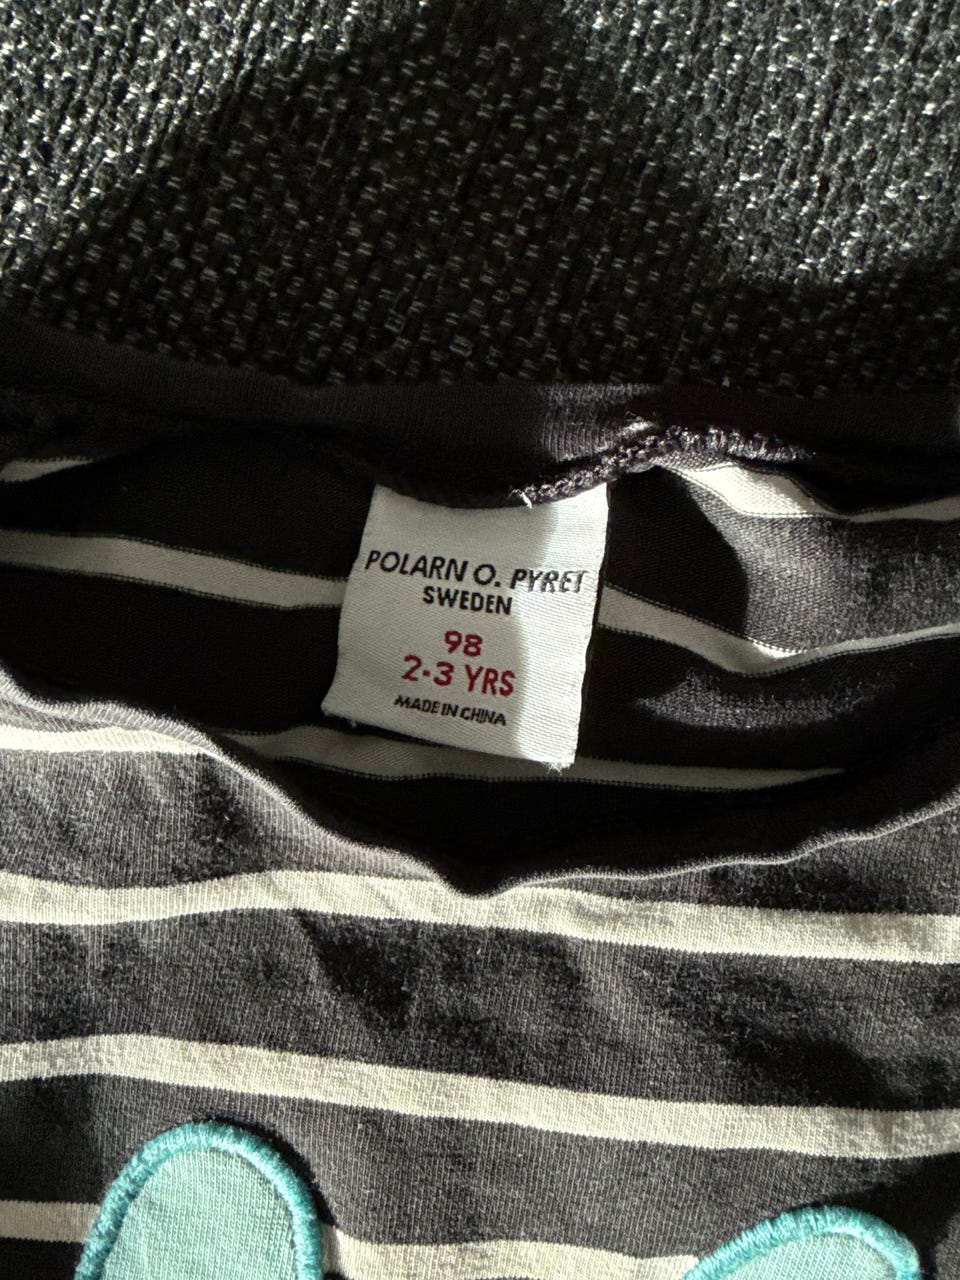 POLARN O. PYRET
SWEDEN
98
2-3 YRS
MADE IN CHINA